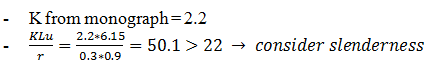 - K from monograph=2.2
- KLu/r = 2.2*6.15/0.3*0.9 = 50.1 > 22 → consider slenderness